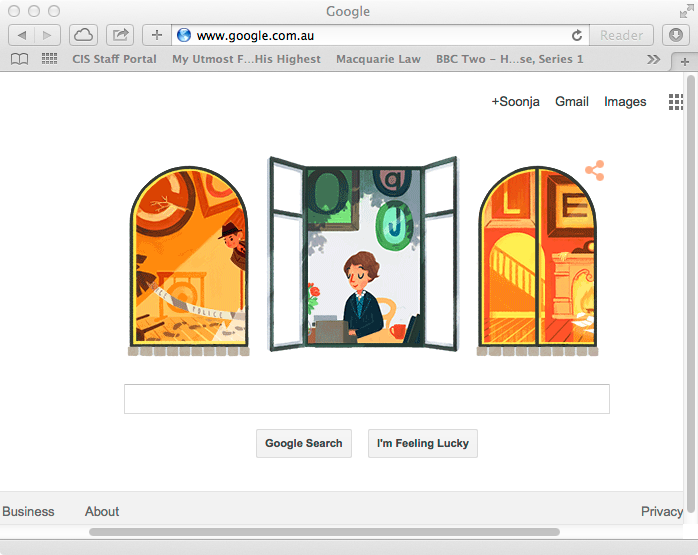 Google
www.google.com.au
Reader
CIS Staff Portal
My Utmost F...His Highest
Macquarie Law
BBC Two - H...se, Series 1
+Soonja
Gmail
Images
G O O g L E
POLICE
Google Search
I'm Feeling Lucky
Business
About
Privacy